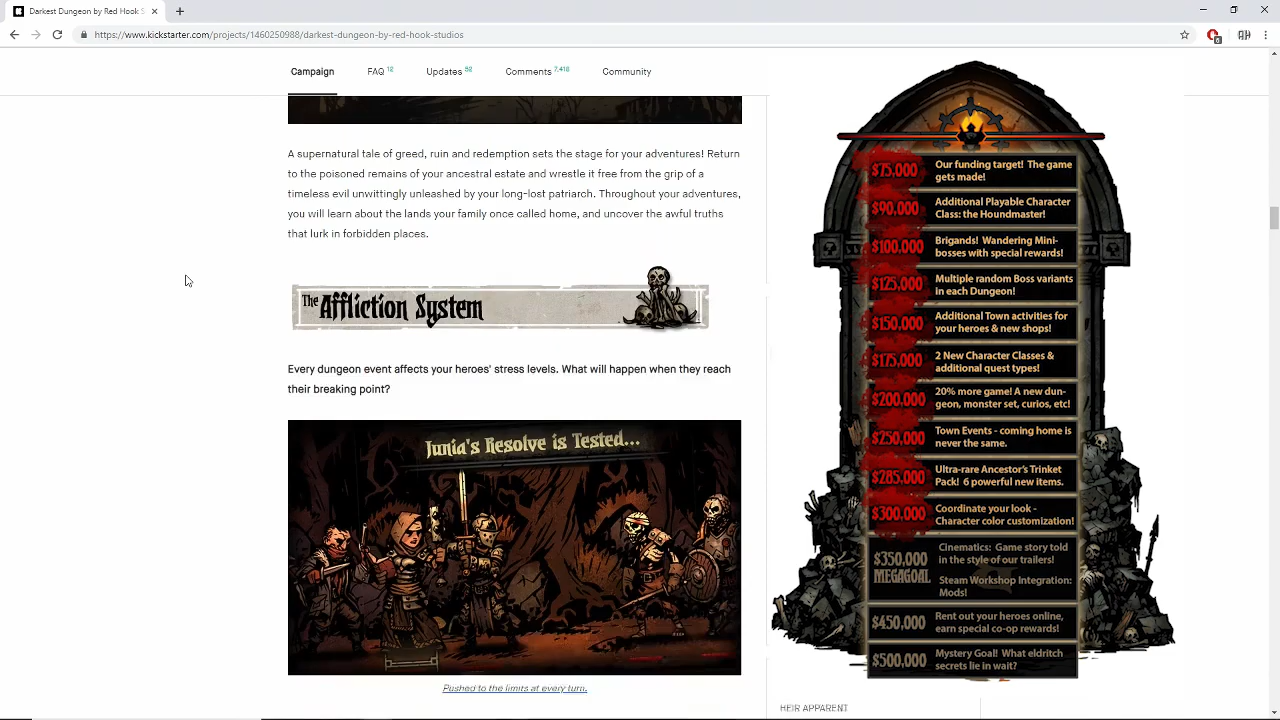 Darkest Dungeon by Red Hook S
https://www.kickstarter.com/projects/1460250988/darkest-dungeon-by-red-hook-studios
Campaign
FAQ 12
Updates 52
Comments 7,418
Community
A supernatural tale of greed, ruin and redemption sets the stage for your adventures! Return
to the crumbling remains of your ancestral estate and wrestle it free from the grip of a
timeless evil unwittingly unleashed by your long-lost patriarch. Through your adventures,
you will learn about the lands your family once called home, and uncover the awful truths
that lurk in forbidden places.
The Affliction System
Every dungeon event affects your heroes' stress levels. What will happen when they reach
their breaking point?
Junia's Resolve is Tested...
Pushed to the limits at every turn.
$75,000
Our funding target! The game
gets made!
$90,000
Additional Playable Character
Class: the Houndmaster!
$100,000
Brigands! Wandering Mini-
bosses with special rewards!
$125,000
Multiple random Boss variants
in each Dungeon!
$150,000
Additional Town activities for
your heroes & new shops!
$175,000
2 New Character Classes &
additional quest types!
$200,000
20% more game! A new dun-
geon, monster set, curios, etc!
$250,000
Town Events - coming home is
never the same.
$285,000
Ultra-rare Ancestor's Trinket
Pack! 6 powerful new items.
$300,000
Coordinate your look -
Character color customization!
$350,000
MEGAGOAL
Cinematics: Game story told
in the style of our trailers!
Steam Workshop Integration:
Mods!
$450,000
Rent out your heroes online,
earn special co-op rewards!
$500,000
Mystery Goal! What eldritch
secrets lie in wait?
HEIR APPARENT